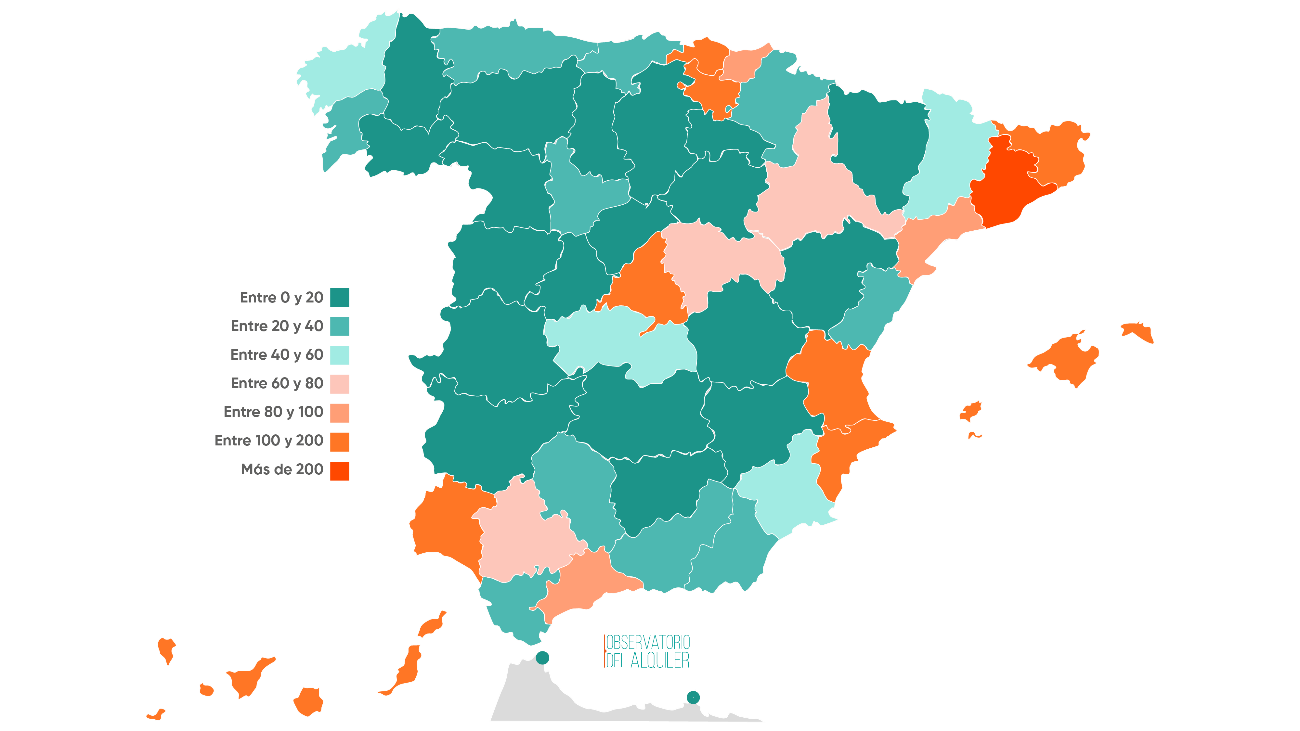 Entre 0 y 20
Entre 20 y 40
Entre 40 y 60
Entre 60 y 80
Entre 80 y 100
Entre 100 y 200
Más de 200
OBSERVATORIO
DEL ALQUILER